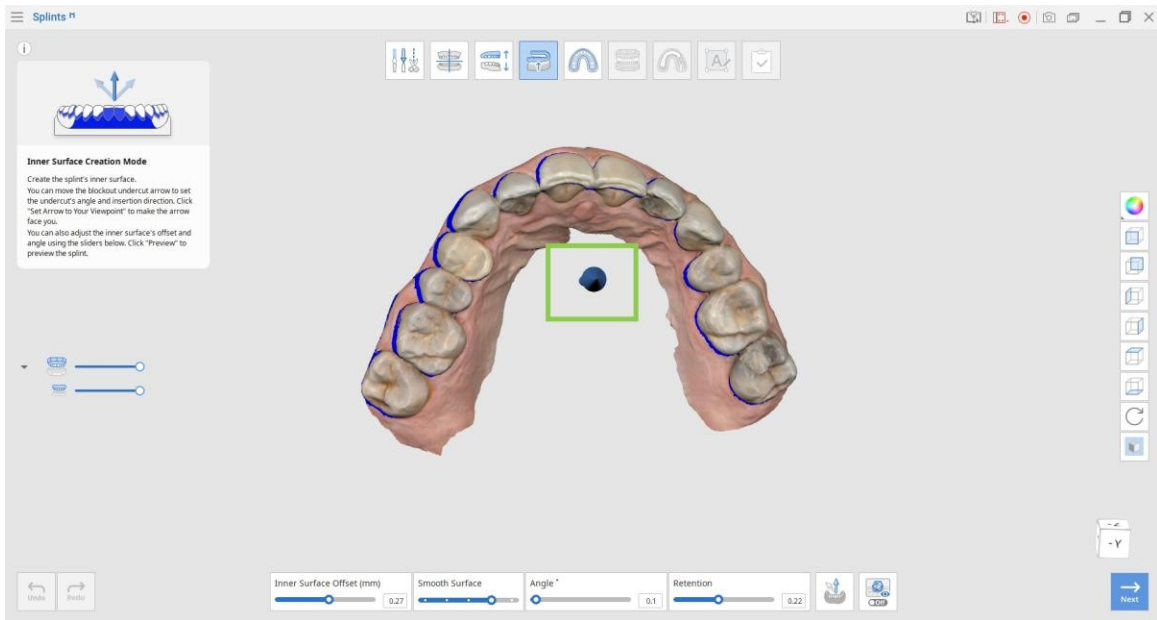 Splints
Inner Surface Creation Mode
Create the splint's inner surface.
You can move the blockout undercut arrow to set
the undercut's angle and insertion direction. Click
"Set Arrow to Your Viewpoint" to make the arrow
face you.
You can also adjust the inner surface's offset and
angle using the sliders below. Click "Preview" to
preview the splint.
- Y
Undo
Redo
Inner Surface Offset (mm)
0.27
Smooth Surface
Angle °
0.1
Retention
0.22
Off
Next